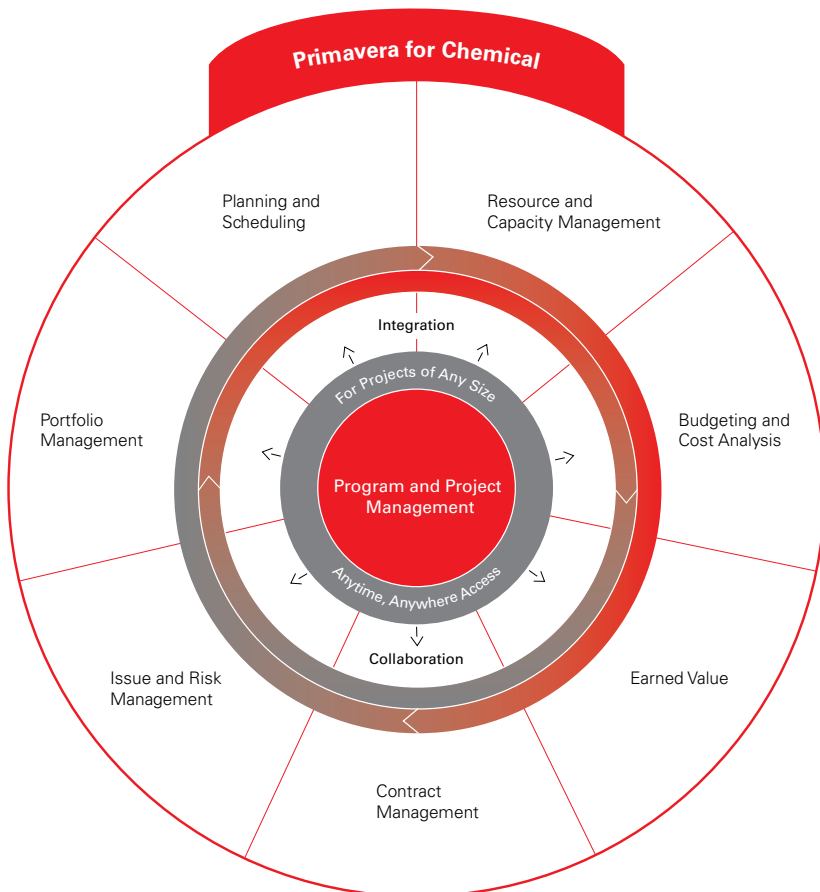 Primavera for Chemical
Planning and
Scheduling
Resource and
Capacity Management
Integration
For Projects of Any Size
Portfolio
Management
Budgeting and
Cost Analysis
Program and Project
Management
Anytime, Anywhere Access
Collaboration
Issue and Risk
Management
Earned Value
Contract
Management